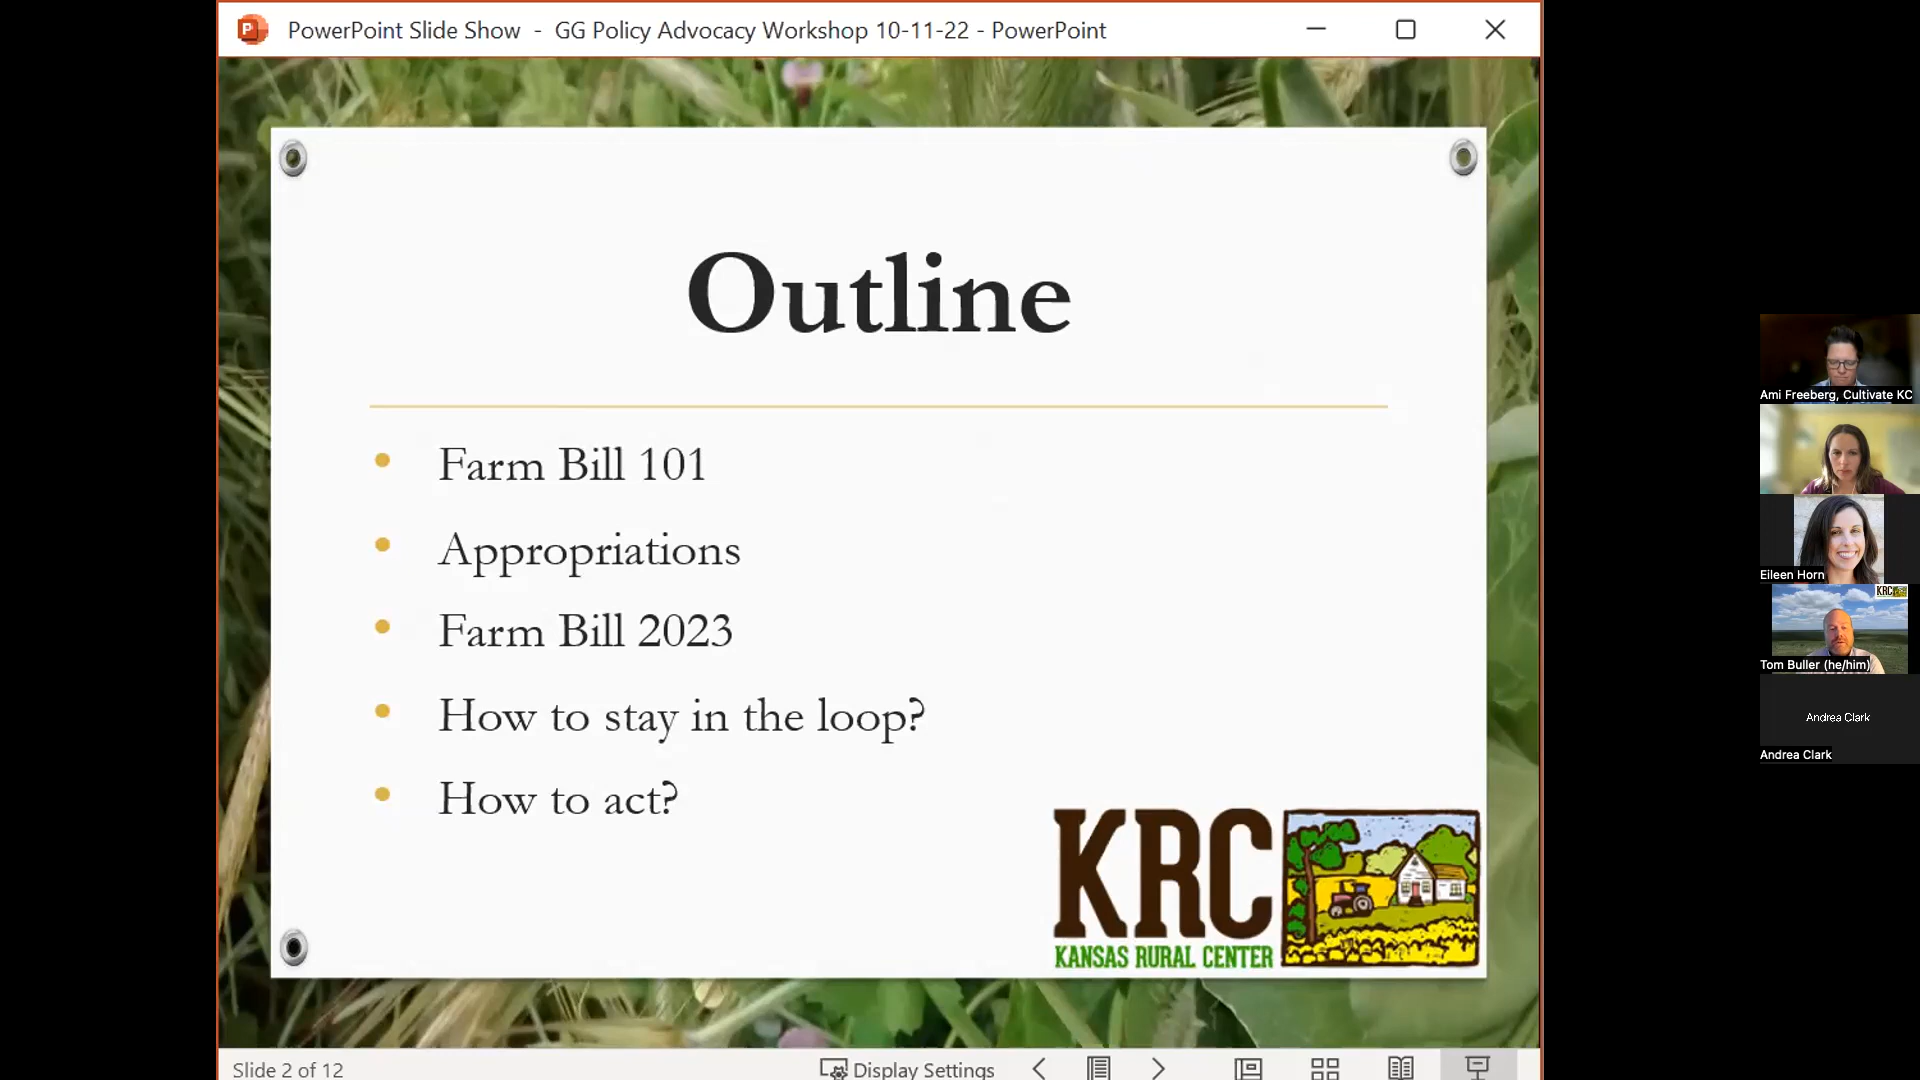 PowerPoint Slide Show - GG Policy Advocacy Workshop 10-11-22 - PowerPoint
Outline
Farm Bill 101
Appropriations
Farm Bill 2023
How to stay in the loop?
How to act?
KRC
KANSAS RURAL CENTER
Slide 2 of 12
Display Settings
Ami Freeberg, Cultivate KC
Eileen Horn
KRC
Tom Buller (he/him)
Andrea Clark
Andrea Clark